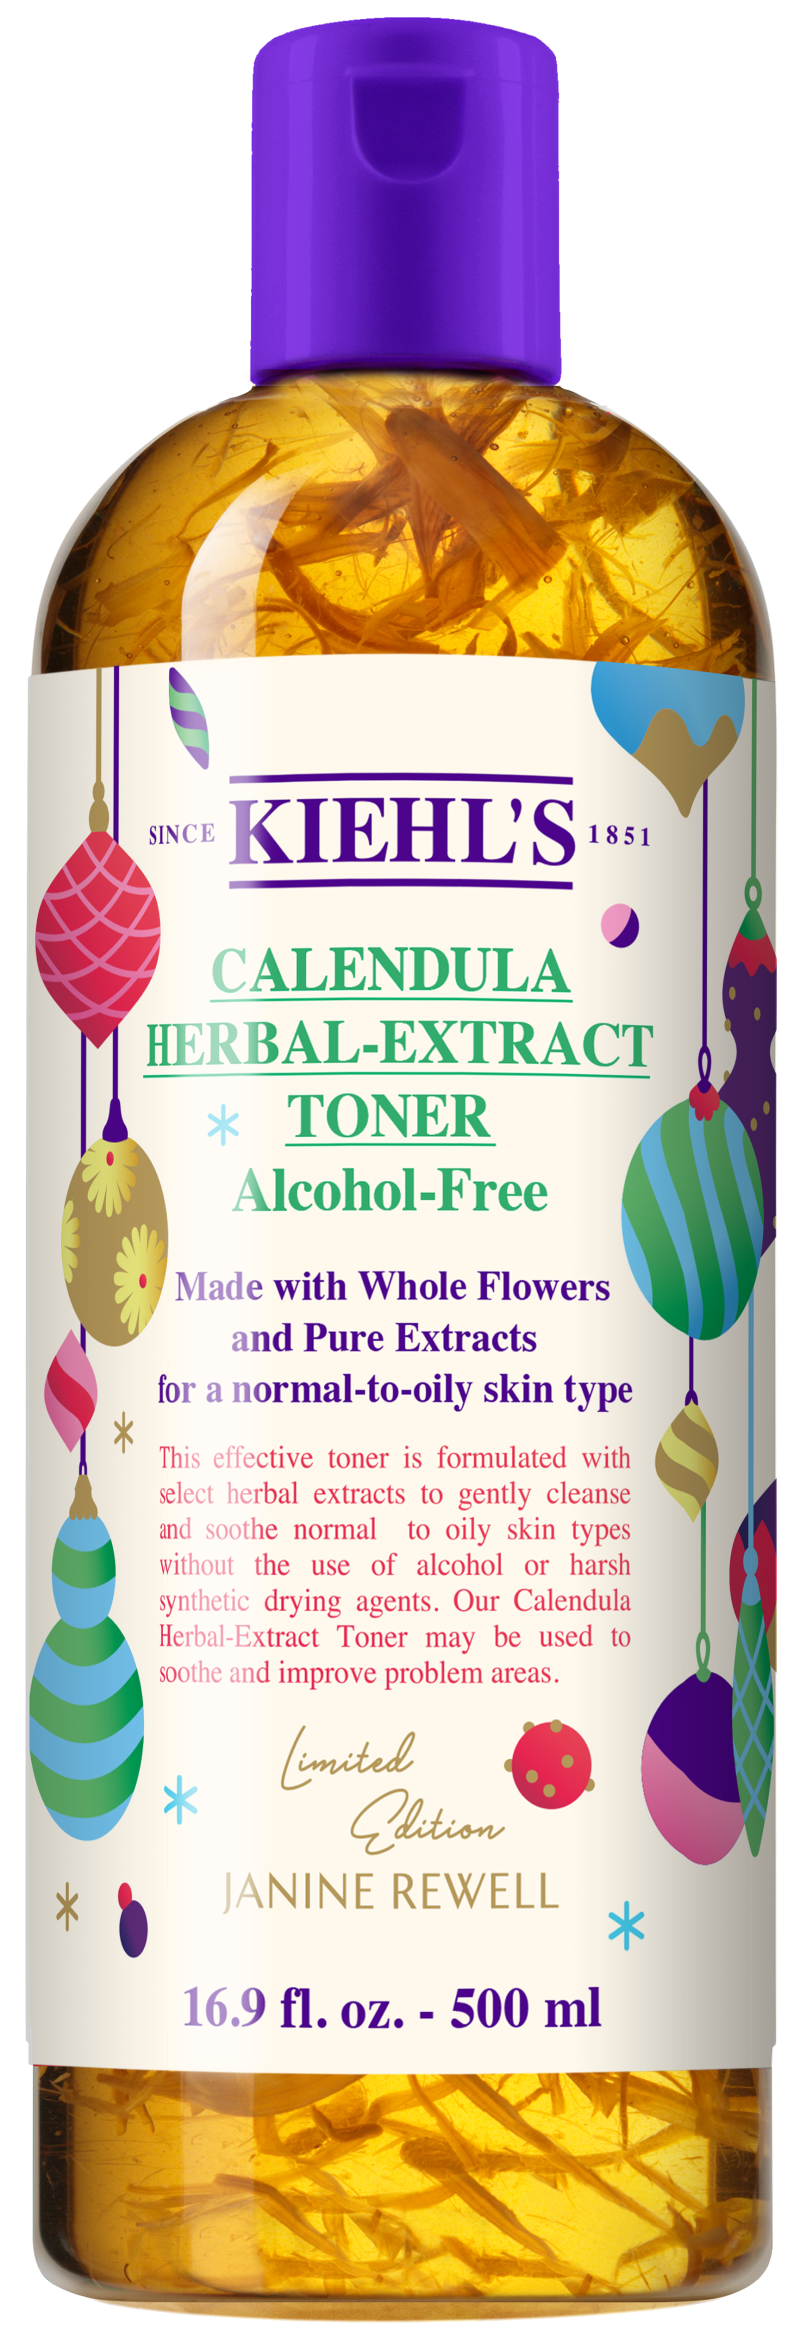 SINCE KIEHL'S 1851
CALENDULA
HERBAL-EXTRACT
TONER
Alcohol-Free
Made with Whole Flowers
and Pure Extracts
for a normal-to-oily skin type
This effective toner is formulated with
select herbal extracts to gently cleanse
and soothe normal to oily skin types
without the use of alcohol or harsh
synthetic drying agents. Our Calendula
Herbal-Extract Toner may be used to
soothe and improve problem areas.
Limited
Edition
JANINE REWELL
16.9 fl. oz. - 500 ml